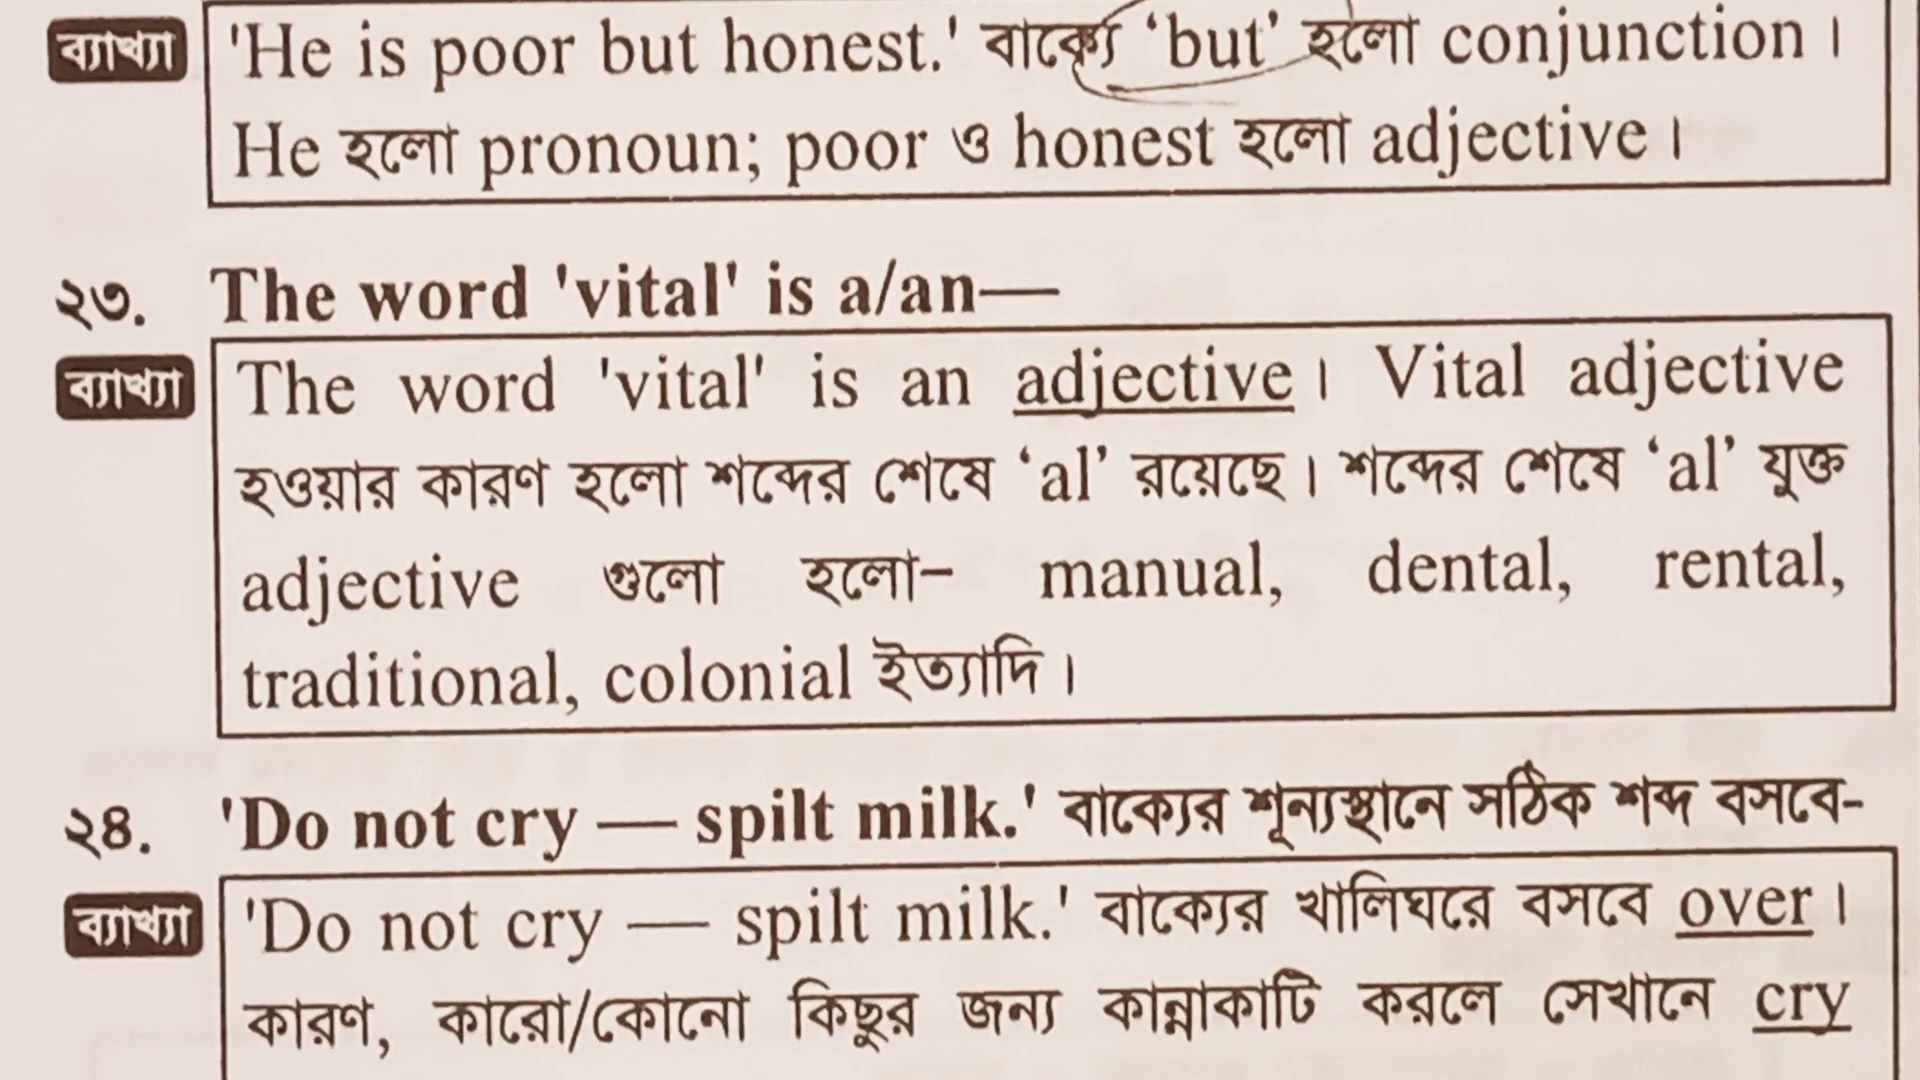 ব্যাখ্যা 'He is poor but honest.' বাক্যে ‘but’ হলো conjunction।
He হলো pronoun; poor ও honest হলো adjective।
২৩. The word 'vital' is a/an—
ব্যাখ্যা The word 'vital' is an adjective। Vital adjective
হওয়ার কারণ হলো শব্দের শেষে ‘al’ রয়েছে। শব্দের শেষে ‘al’ যুক্ত
adjective গুলো হলো- manual, dental, rental,
traditional, colonial ইত্যাদি।
২৪. 'Do not cry — spilt milk.' বাক্যের শূন্যস্থানে সঠিক শব্দ বসবে-
ব্যাখ্যা 'Do not cry — spilt milk.' বাক্যের খালিঘরে বসবে over।
কারণ, কারো/কোনো কিছুর জন্য কান্নাকাটি করলে সেখানে cry